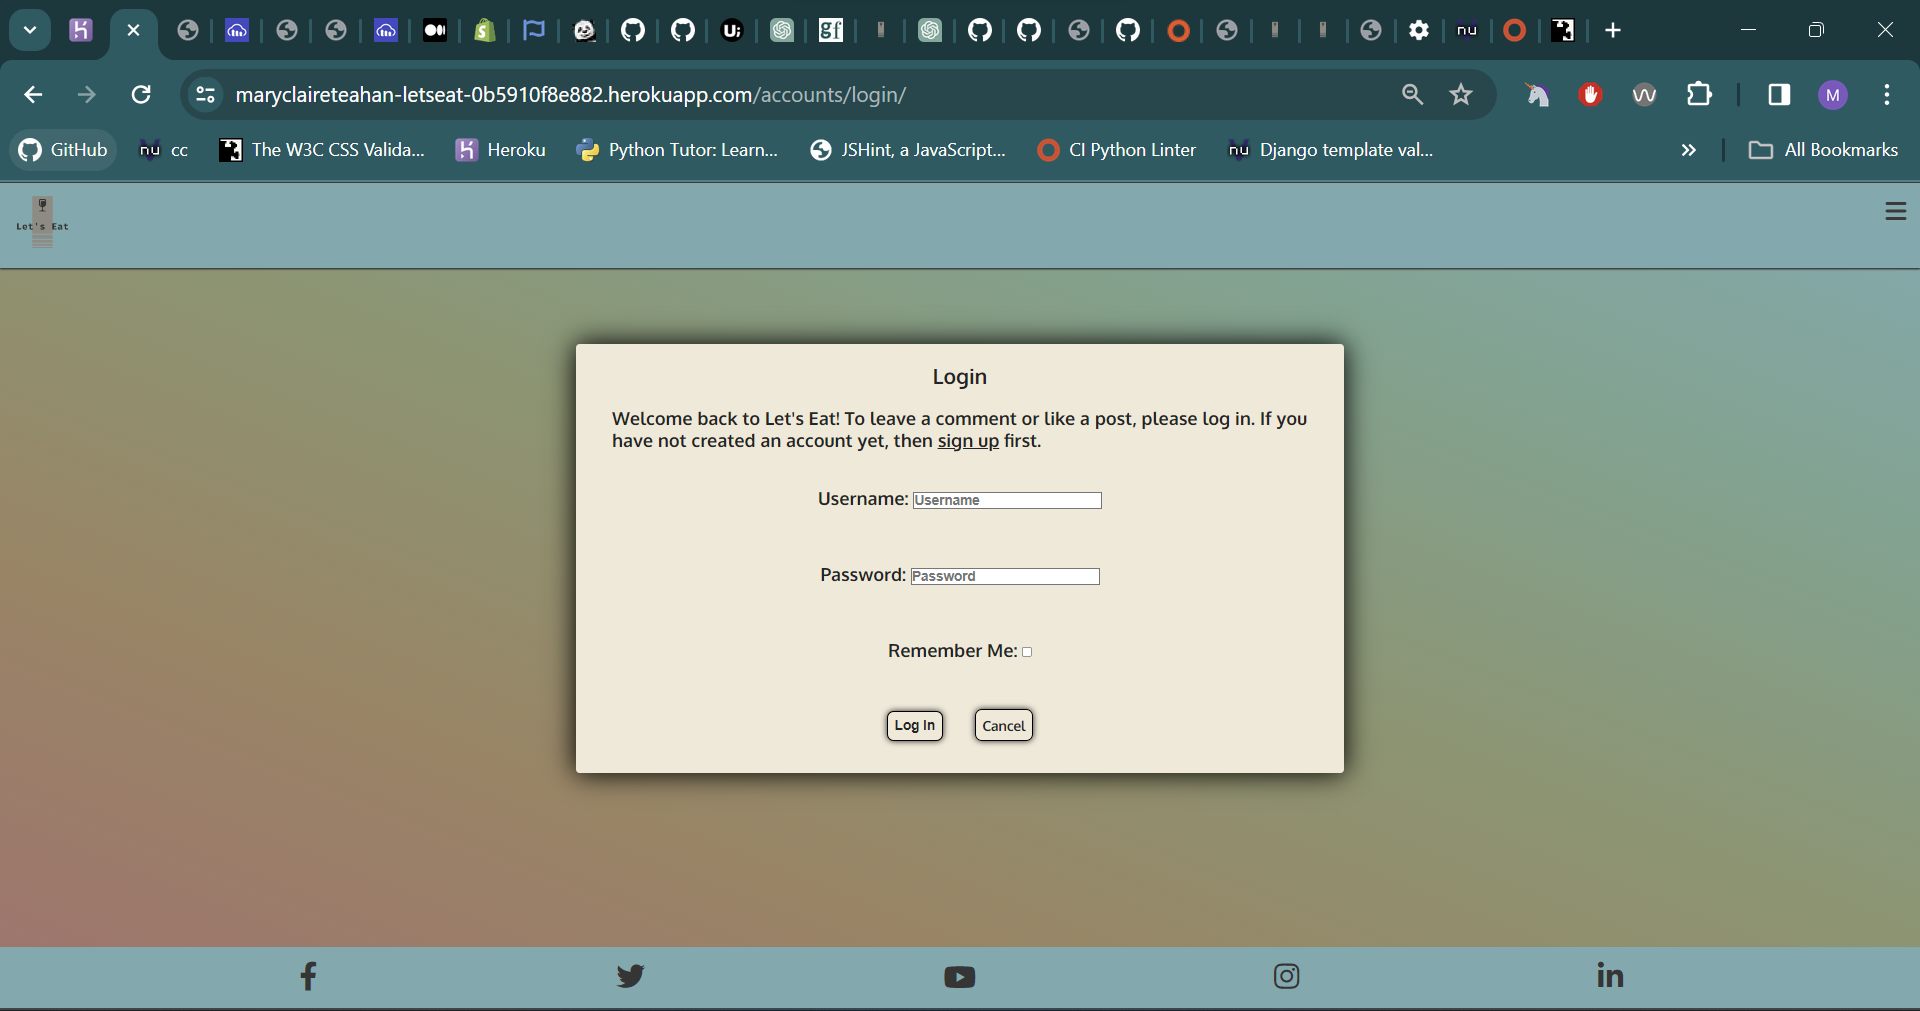 maryclaireteahan-letseat-0b5910f8e882.herokuapp.com/accounts/login/
M
GitHub
nu cc
The W3C CSS Valida...
Heroku
Python Tutor: Learn...
JSHint, a JavaScript...
CI Python Linter
nu Django template val...
All Bookmarks
Let's Eat
Login
Welcome back to Let's Eat! To leave a comment or like a post, please log in. If you
have not created an account yet, then sign up first.
Username: Username
Password: Password
Remember Me:
Log In
Cancel